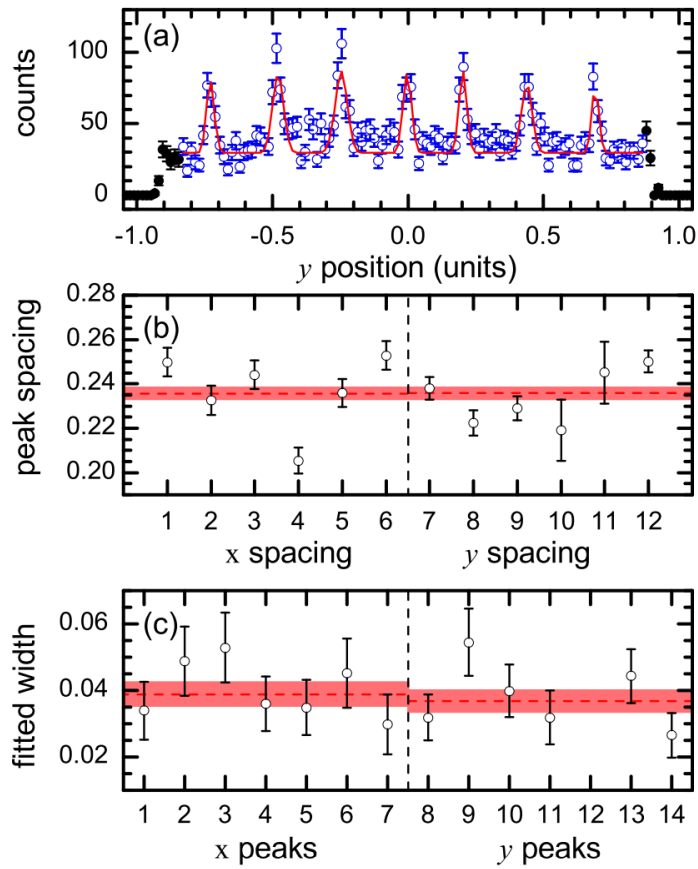 (a)
counts
100
50
0
-1.0 -0.5 0.0 0.5 1.0
y position (units)
(b)
peak spacing
0.28
0.26
0.24
0.22
0.20
1 2 3 4 5 6 7 8 9 10 11 12
x spacing y spacing
(c)
fitted width
0.06
0.04
0.02
1 2 3 4 5 6 7 8 9 10 11 12 13 14
x peaks y peaks